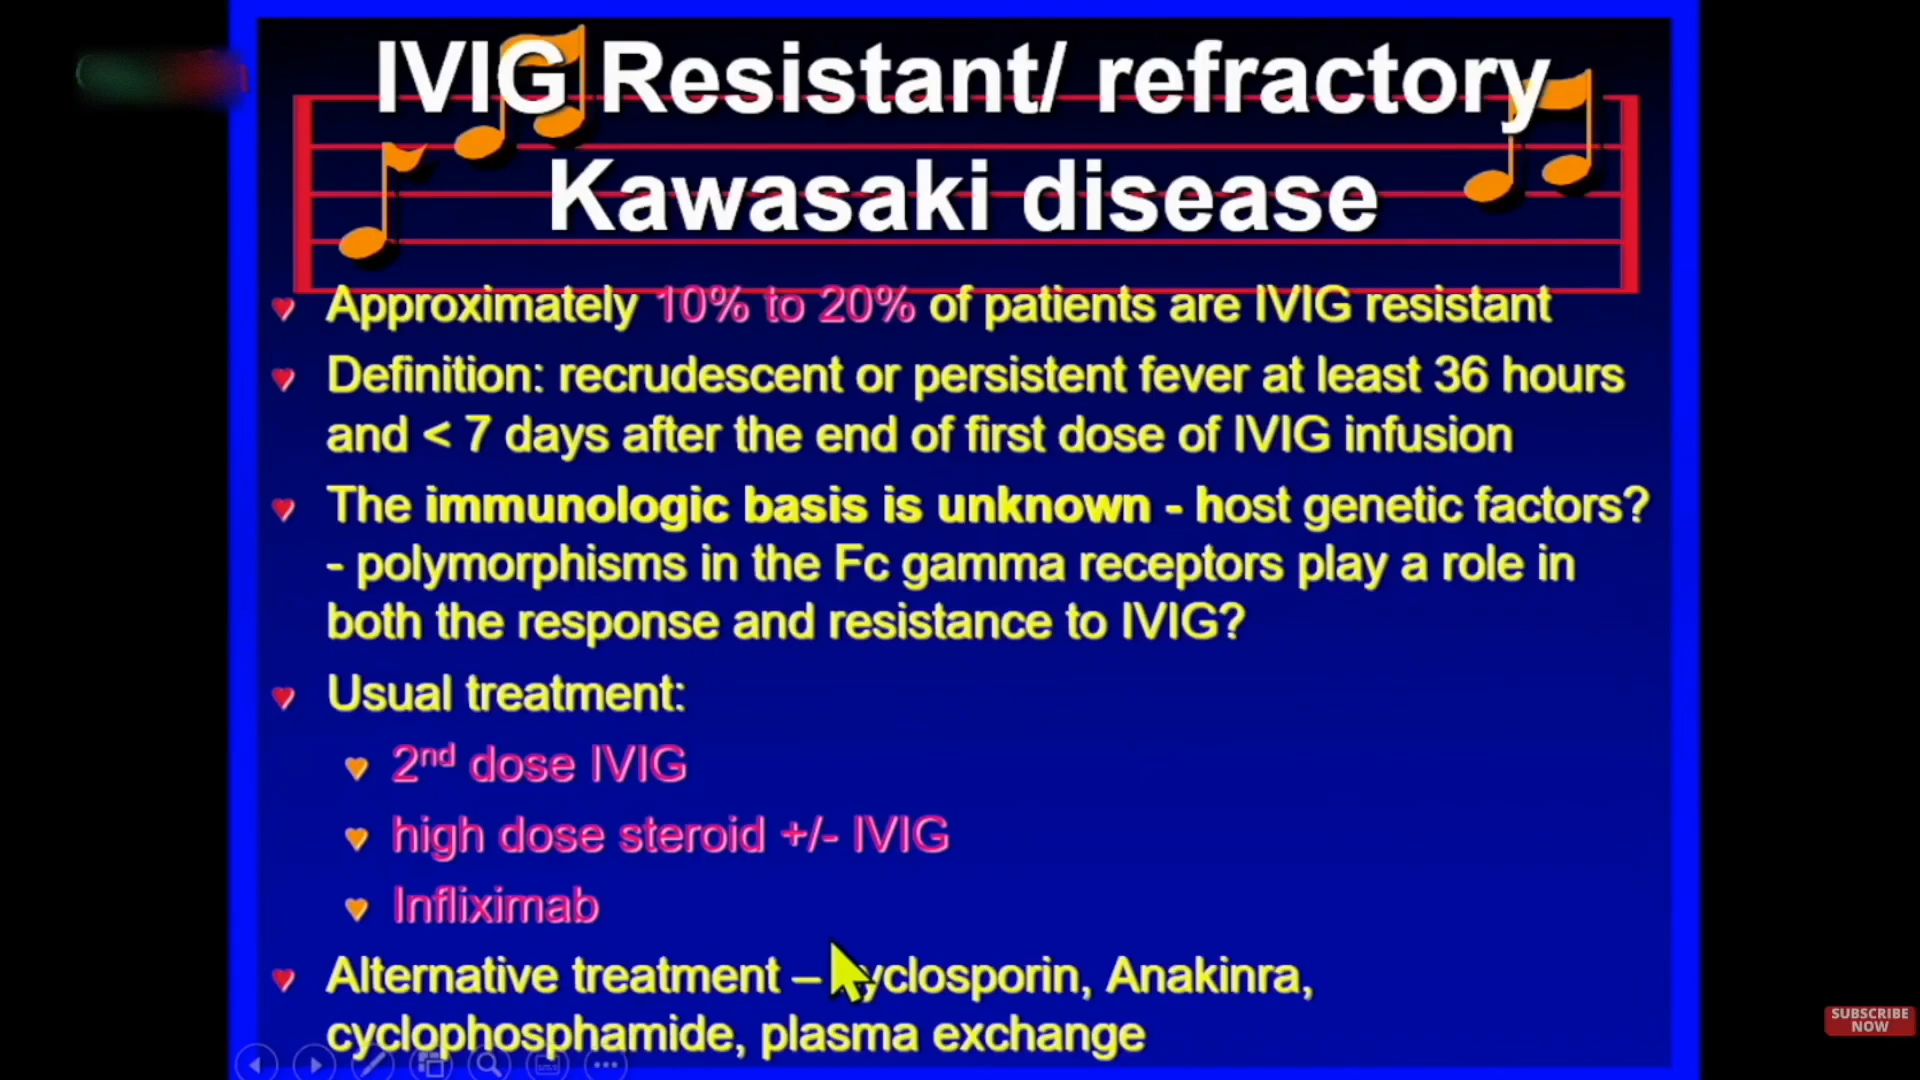 IVIG Resistant/ refractory
Kawasaki disease
Approximately 10% to 20% of patients are IVIG resistant
Definition: recrudescent or persistent fever at least 36 hours
and < 7 days after the end of first dose of IVIG infusion
The immunologic basis is unknown - host genetic factors?
- polymorphisms in the Fc gamma receptors play a role in
both the response and resistance to IVIG?
Usual treatment:
2nd dose IVIG
high dose steroid +/- IVIG
Infliximab
Alternative treatment – cyclosporin, Anakinra,
cyclophosphamide, plasma exchange
SUBSCRIBE
NOW